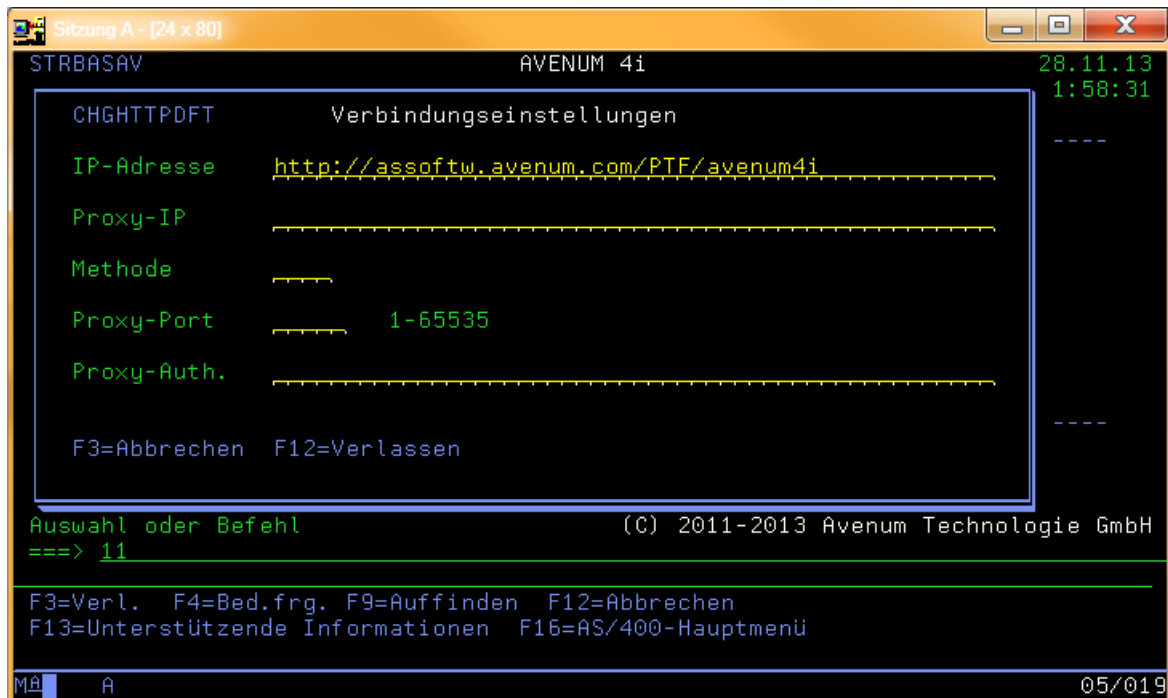 Sitzung A - [24 x 80]
STRBASAV AVENUM 4i 28.11.13
1:58:31
CHGHTTPDFT Verbindungseinstellungen
----
IP-Adresse http://assoftw.avenum.com/PTF/avenum4i
Proxy-IP
Methode
Proxy-Port 1-65535
Proxy-Auth.
----
F3=Abbrechen F12=Verlassen
Auswahl oder Befehl (C) 2011-2013 Avenum Technologie GmbH
===> 11
F3=Verl. F4=Bed.frg. F9=Auffinden F12=Abbrechen
F13=Unterstützende Informationen F16=AS/400-Hauptmenü
MA A 05/019